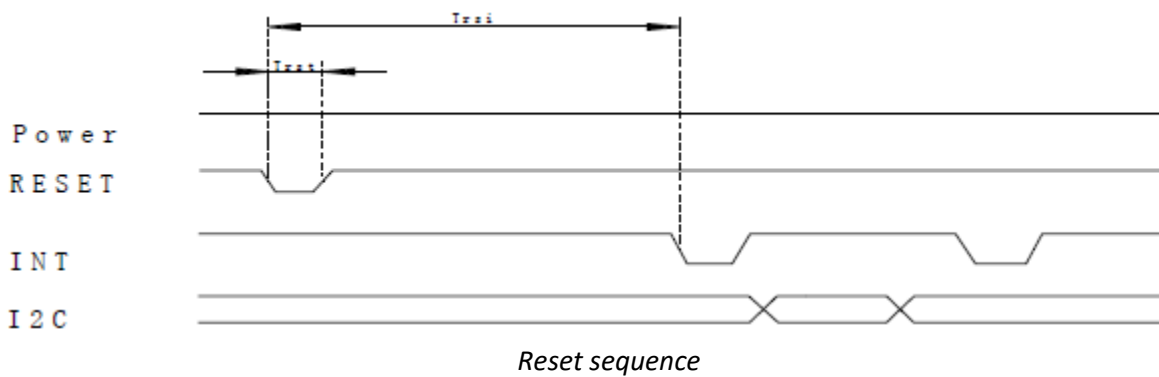 Trsi
Trst
Power
RESET
INT
I2C
Reset sequence